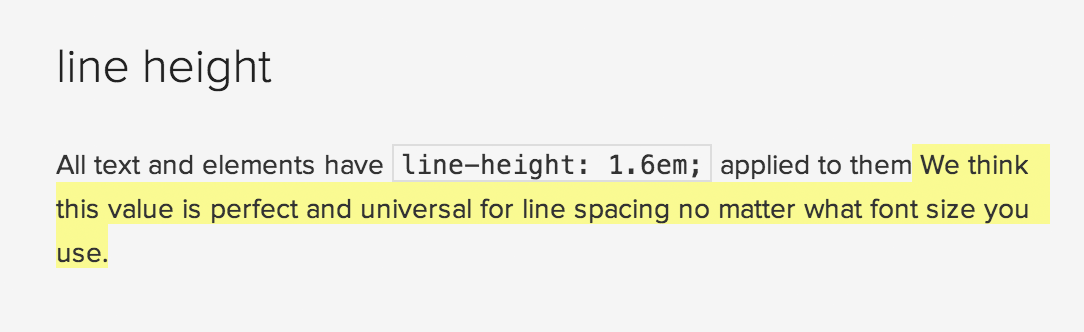 line height
All text and elements have line-height: 1.6em; applied to them We think
this value is perfect and universal for line spacing no matter what font size you
use.